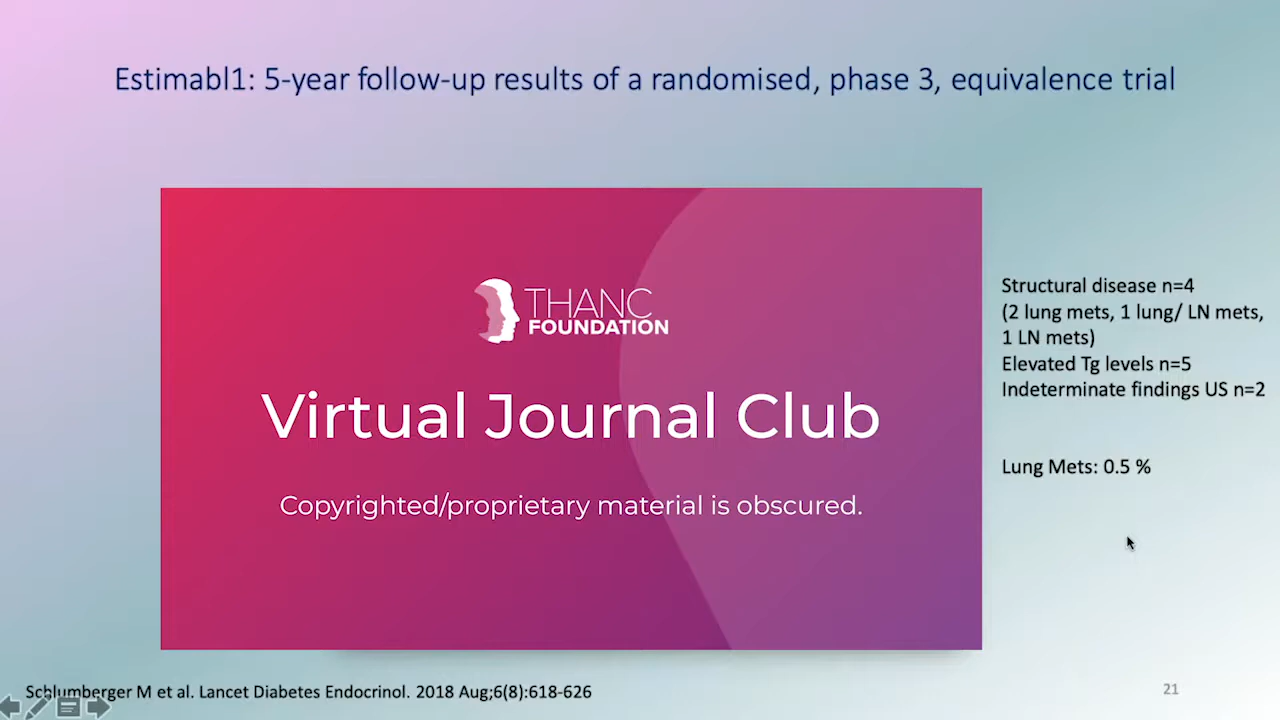 Estimabl1: 5-year follow-up results of a randomised, phase 3, equivalence trial
THANC
FOUNDATION
Virtual Journal Club
Copyrighted/proprietary material is obscured.
Structural disease n=4
(2 lung mets, 1 lung/ LN mets,
1 LN mets)
Elevated Tg levels n=5
Indeterminate findings US n=2
Lung Mets: 0.5 %
Schlumberger M et al. Lancet Diabetes Endocrinol. 2018 Aug;6(8):618-626
21